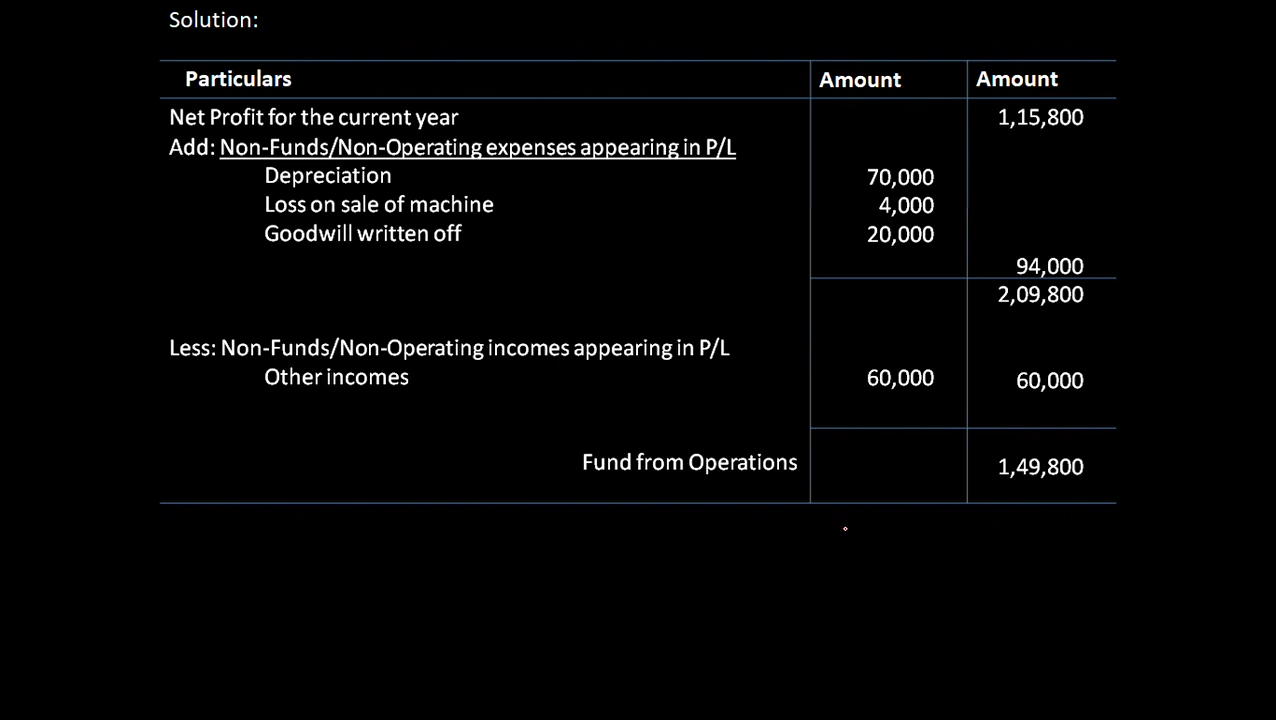 Solution:
Particulars Amount Amount
Net Profit for the current year 1,15,800
Add: Non-Funds/Non-Operating expenses appearing in P/L
Depreciation 70,000
Loss on sale of machine 4,000
Goodwill written off 20,000
94,000
2,09,800
Less: Non-Funds/Non-Operating incomes appearing in P/L
Other incomes 60,000 60,000
Fund from Operations 1,49,800